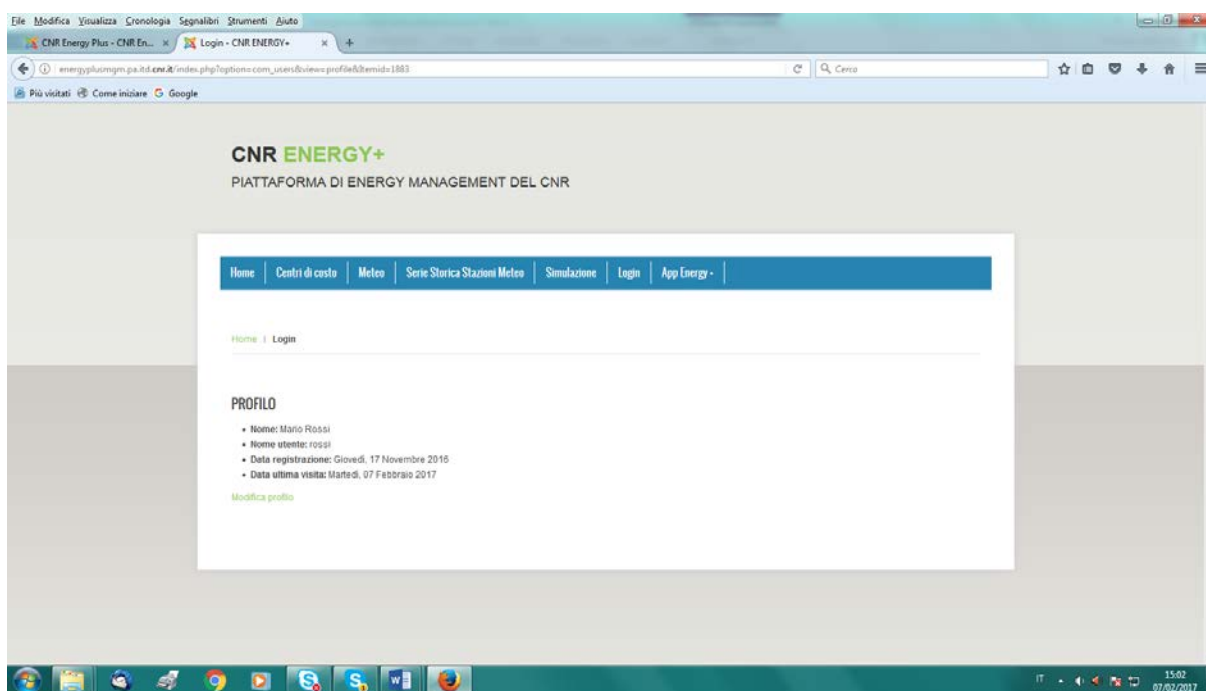 File Modifica Visualizza Cronologia Segnalibri Strumenti Aiuto
CNR Energy Plus - CNR En... × Login - CNR ENERGY+ × +
energyplusmgm.pa.itd.cnr.it/index.php?option=com_users&view=profile&Itemid=1883 Cerca
Più visitati Come iniziare Google
CNR ENERGY+
PIATTAFORMA DI ENERGY MANAGEMENT DEL CNR
Home Centri di costo Meteo Serie Storica Stazioni Meteo Simulazione Login App Energy
Home | Login
PROFILO
• Nome: Mario Rossi
• Nome utente: rossi
• Data registrazione: Giovedì, 17 Novembre 2016
• Data ultima visita: Martedì, 07 Febbraio 2017
Modifica profilo
IT 15:02
07/02/2017